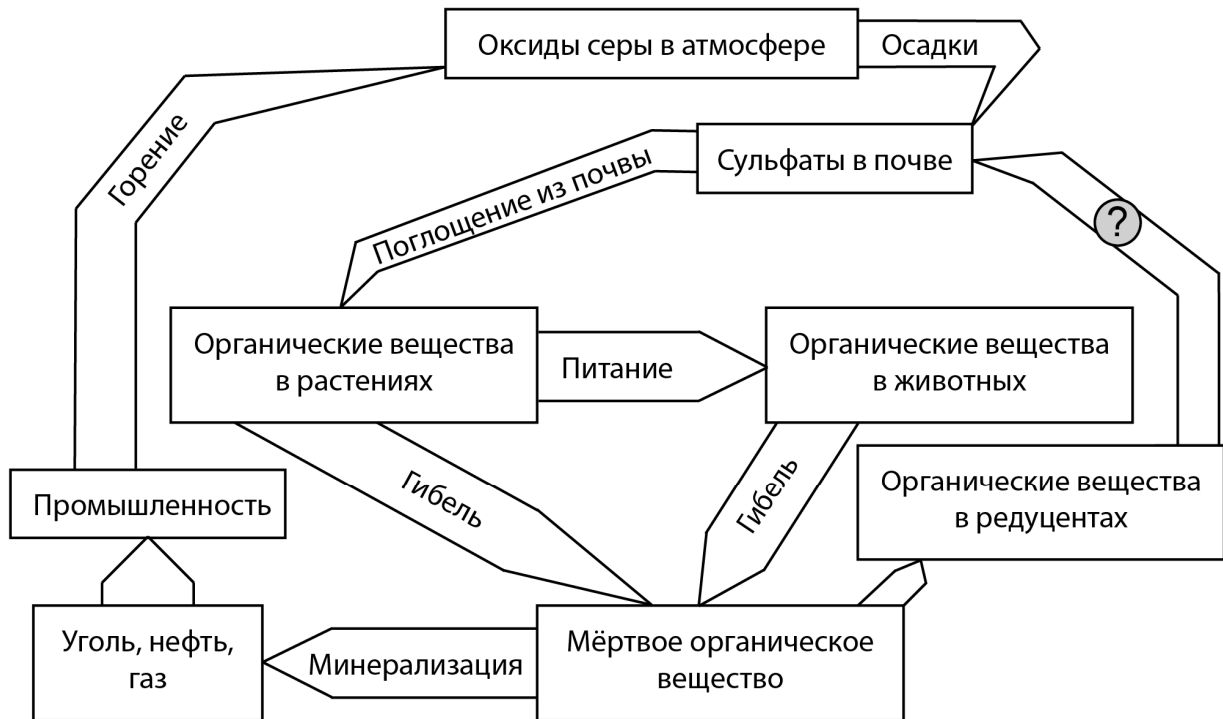 Оксиды серы в атмосфере
Осадки
Горение
Поглощение из почвы
Сульфаты в почве
?
Органические вещества
в растениях
Питание
Органические вещества
в животных
Гибель
Гибель
Органические вещества
в редуцентах
Промышленность
Уголь, нефть,
газ
Минерализация
Мёртвое органическое
вещество